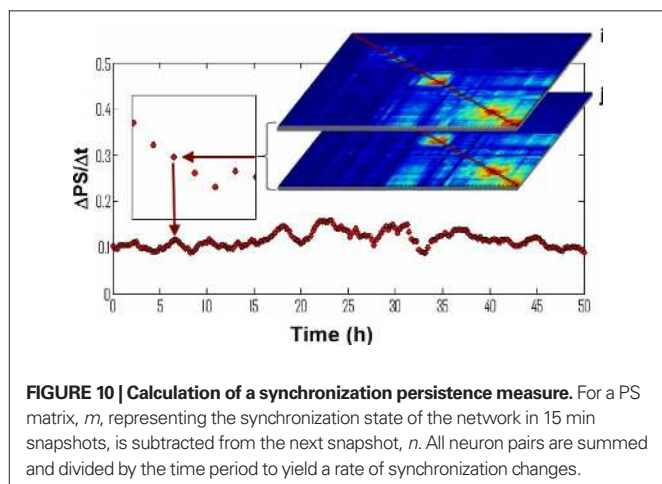 i
j
0.5
0.4
0.3
0.2
0.1
0
ΔPS/Δt
0 5 10 15 20 25 30 35 40 45 50
Time (h)
FIGURE 10 | Calculation of a synchronization persistence measure. For a PS
matrix, m, representing the synchronization state of the network in 15 min
snapshots, is subtracted from the next snapshot, n. All neuron pairs are summed
and divided by the time period to yield a rate of synchronization changes.